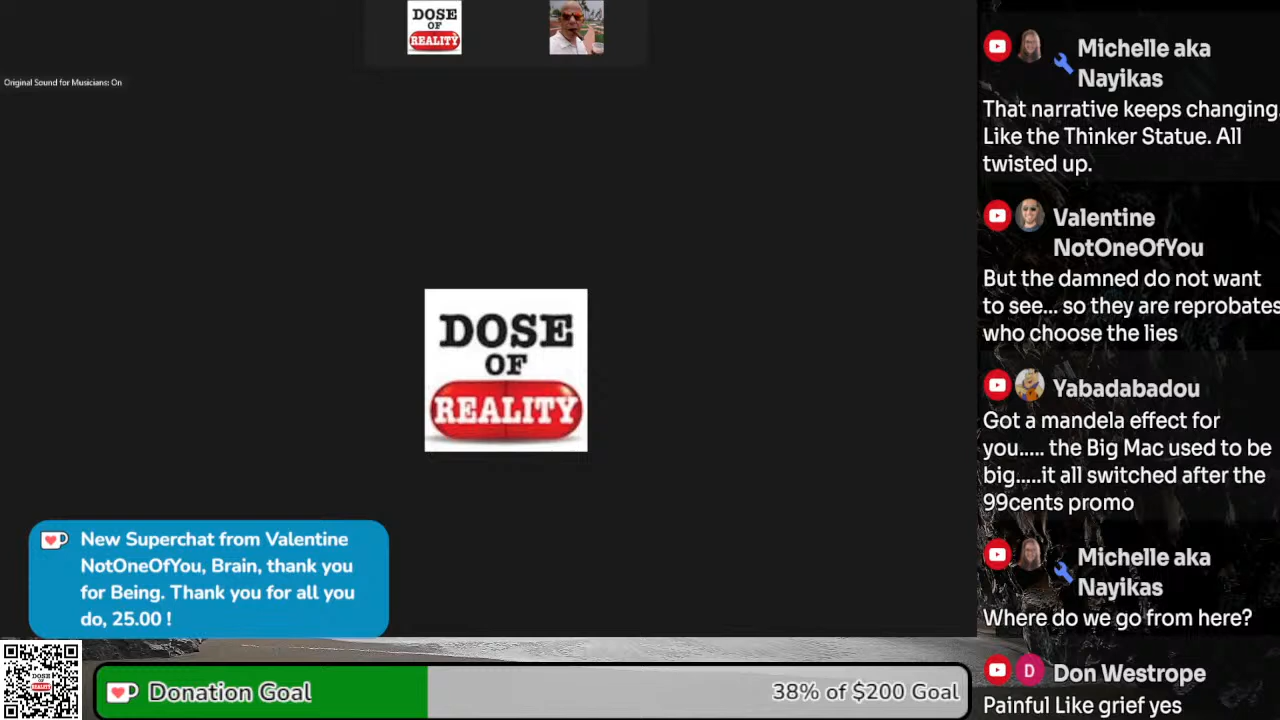 DOSE
OF
REALITY
Original Sound for Musicians: On
DOSE
OF
REALITY
New Superchat from Valentine
NotOneOfYou, Brain, thank you
for Being. Thank you for all you
do, 25.00 !
DOSE
OF
REALITY
Donation Goal
38% of $200 Goal
Michelle aka
Nayikas
That narrative keeps changing.
Like the Thinker Statue. All
twisted up.
Valentine
NotOneOfYou
But the damned do not want
to see... so they are reprobates
who choose the lies
Yabadabadou
Got a mandela effect for
you..... the Big Mac used to be
big.....it all switched after the
99cents promo
Michelle aka
Nayikas
Where do we go from here?
D
Don Westrope
Painful Like grief yes